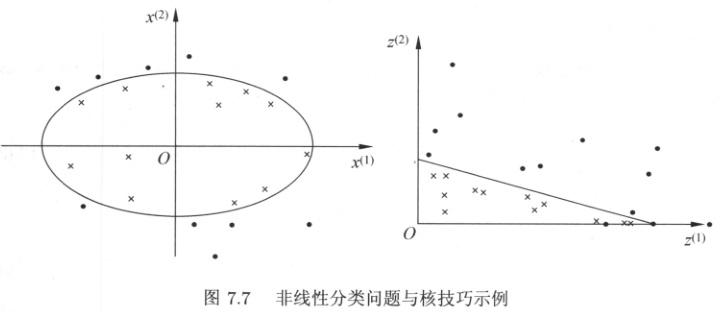 x(2)
O
x(1)
z(2)
O
z(1)
图 7.7 非线性分类问题与核技巧示例